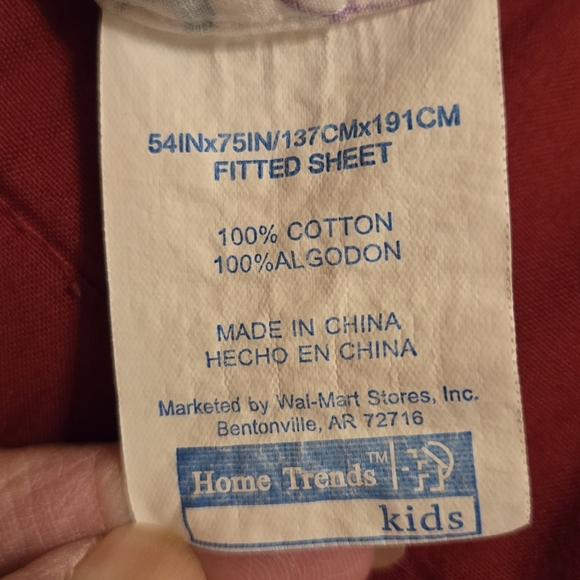 54INx75IN/137CMx191CM
FITTED SHEET
100% COTTON
100%ALGODON
MADE IN CHINA
HECHO EN CHINA
Marketed by Wal-Mart Stores, Inc.
Bentonville, AR 72716
Home Trends™
kids